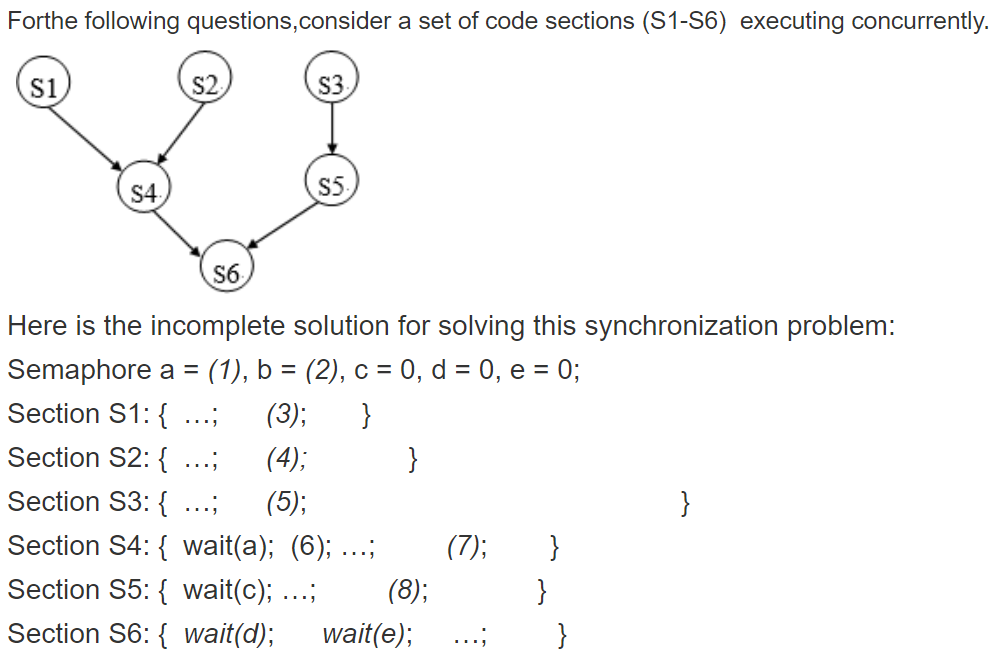 Forthe following questions,consider a set of code sections (S1-S6) executing concurrently.
S1 S2. S3.
S4. S5.
S6.
Here is the incomplete solution for solving this synchronization problem:
Semaphore a = (1), b = (2), c = 0, d = 0, e = 0;
Section S1: { ...; (3); }
Section S2: { ...; (4); }
Section S3: { ...; (5); }
Section S4: { wait(a); (6); ...; (7); }
Section S5: { wait(c); ...; (8); }
Section S6: { wait(d); wait(e); ...; }